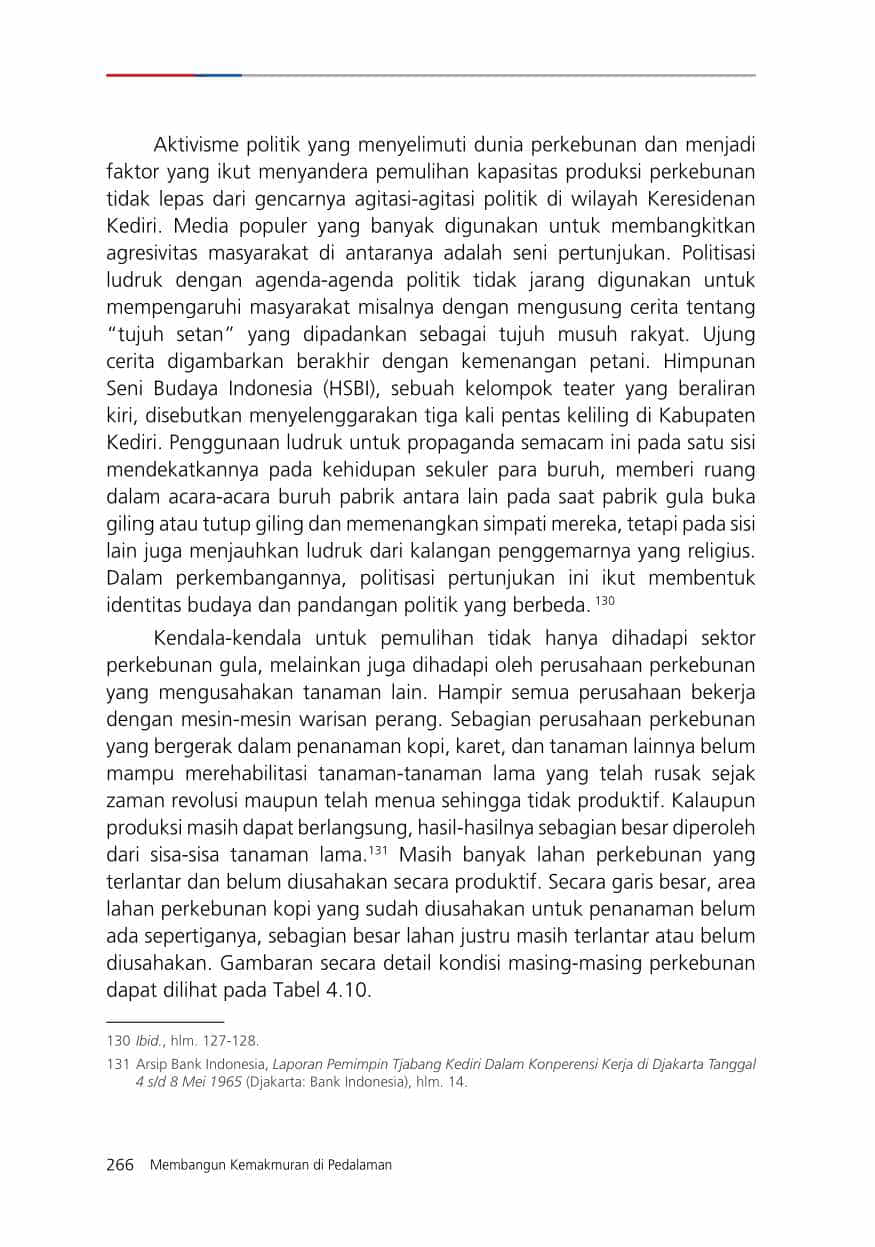 Aktivisme politik yang menyelimuti dunia perkebunan dan menjadi
faktor yang ikut menyandera pemulihan kapasitas produksi perkebunan
tidak lepas dari gencarnya agitasi-agitasi politik di wilayah Keresidenan
Kediri. Media populer yang banyak digunakan untuk membangkitkan
agresivitas masyarakat di antaranya adalah seni pertunjukan. Politisasi
ludruk dengan agenda-agenda politik tidak jarang digunakan untuk
mempengaruhi masyarakat misalnya dengan mengusung cerita tentang
“tujuh setan” yang dipadankan sebagai tujuh musuh rakyat. Ujung
cerita digambarkan berakhir dengan kemenangan petani. Himpunan
Seni Budaya Indonesia (HSBI), sebuah kelompok teater yang beraliran
kiri, disebutkan menyelenggarakan tiga kali pentas keliling di Kabupaten
Kediri. Penggunaan ludruk untuk propaganda semacam ini pada satu sisi
mendekatkannya pada kehidupan sekuler para buruh, memberi ruang
dalam acara-acara buruh pabrik antara lain pada saat pabrik gula buka
giling atau tutup giling dan memenangkan simpati mereka, tetapi pada sisi
lain juga menjauhkan ludruk dari kalangan penggemarnya yang religius.
Dalam perkembangannya, politisasi pertunjukan ini ikut membentuk
identitas budaya dan pandangan politik yang berbeda. 130
Kendala-kendala untuk pemulihan tidak hanya dihadapi sektor
perkebunan gula, melainkan juga dihadapi oleh perusahaan perkebunan
yang mengusahakan tanaman lain. Hampir semua perusahaan bekerja
dengan mesin-mesin warisan perang. Sebagian perusahaan perkebunan
yang bergerak dalam penanaman kopi, karet, dan tanaman lainnya belum
mampu merehabilitasi tanaman-tanaman lama yang telah rusak sejak
zaman revolusi maupun telah menua sehingga tidak produktif. Kalaupun
produksi masih dapat berlangsung, hasil-hasilnya sebagian besar diperoleh
dari sisa-sisa tanaman lama.131 Masih banyak lahan perkebunan yang
terlantar dan belum diusahakan secara produktif. Secara garis besar, area
lahan perkebunan kopi yang sudah diusahakan untuk penanaman belum
ada sepertiganya, sebagian besar lahan justru masih terlantar atau belum
diusahakan. Gambaran secara detail kondisi masing-masing perkebunan
dapat dilihat pada Tabel 4.10.
130 Ibid., hlm. 127-128.
131 Arsip Bank Indonesia, Laporan Pemimpin Tjabang Kediri Dalam Konperensi Kerja di Djakarta Tanggal
4 s/d 8 Mei 1965 (Djakarta: Bank Indonesia), hlm. 14.
266 Membangun Kemakmuran di Pedalaman